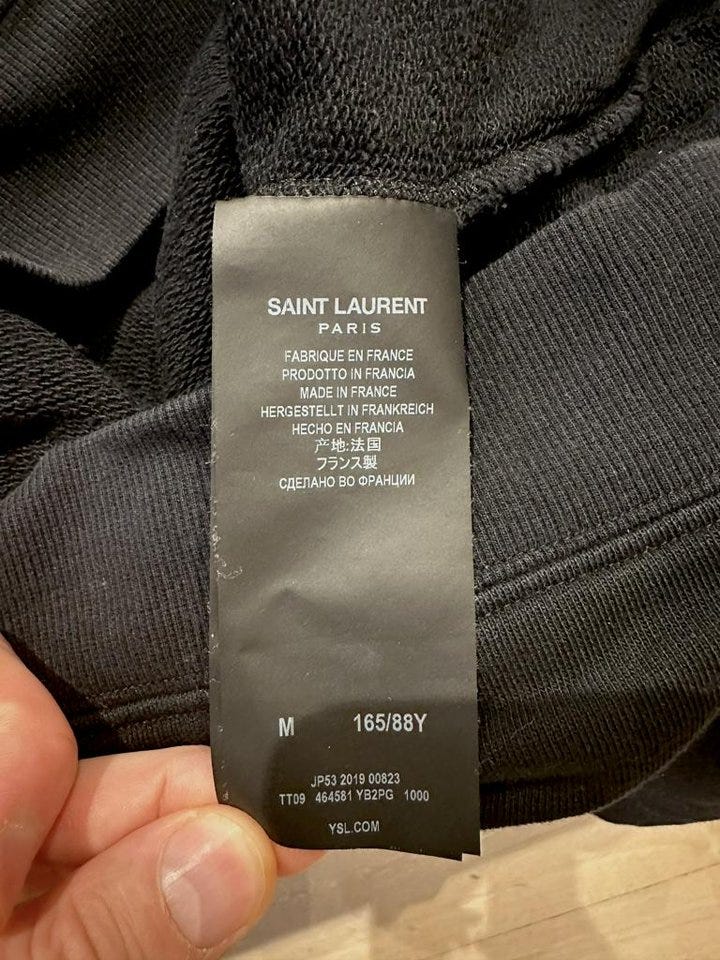 SAINT LAURENT
PARIS
FABRIQUE EN FRANCE
PRODOTTO IN FRANCIA
MADE IN FRANCE
HERGESTELLT IN FRANKREICH
HECHO EN FRANCIA
产地:法国
フランス製
СДЕЛАНО ВО ФРАНЦИИ
M 165/88Y
JP53 2019 00823
TT09 464581 YB2PG 1000
YSL.COM